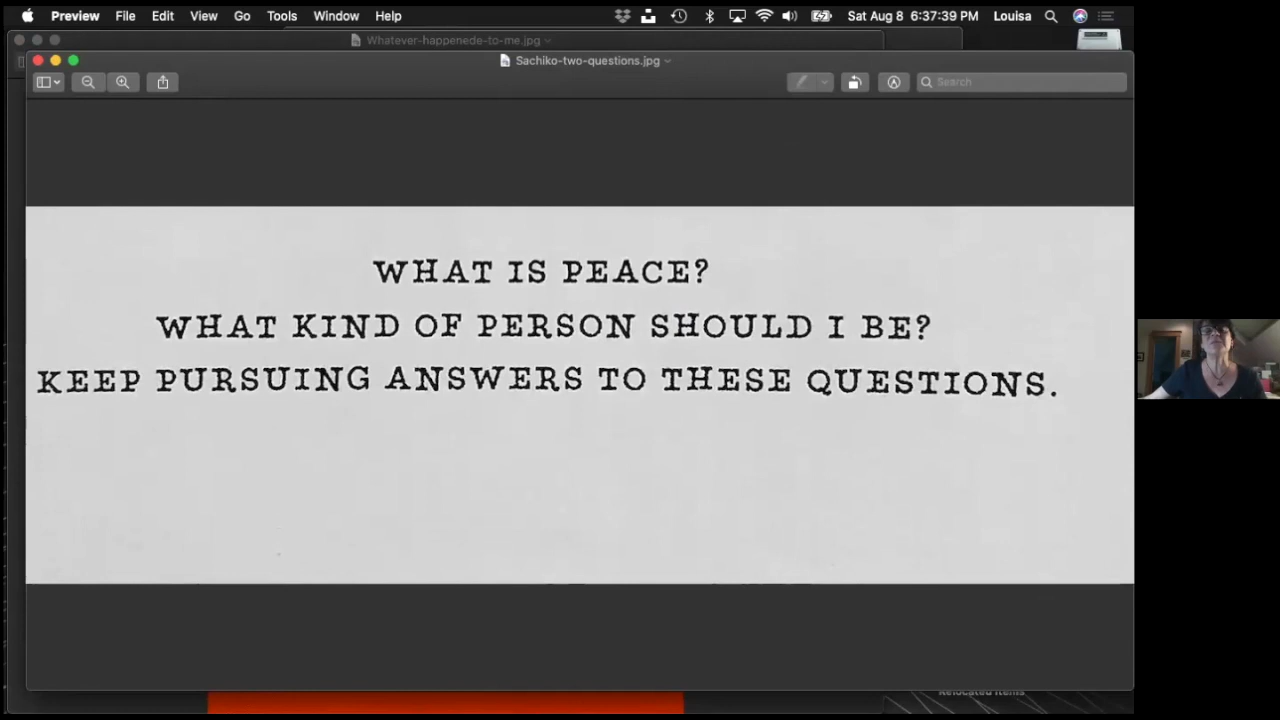 Preview File Edit View Go Tools Window Help Sat Aug 8 6:37:39 PM Louisa
Whatever-happenede-to-me.jpg
Sachiko-two-questions.jpg
Search
WHAT IS PEACE?
WHAT KIND OF PERSON SHOULD I BE?
KEEP PURSUING ANSWERS TO THESE QUESTIONS.
Relocated Items